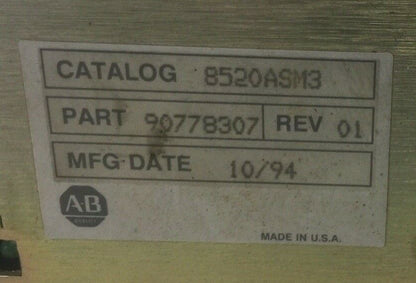 CATALOG 8520ASM3
PART 90778307 REV 01
MFG DATE 10/94
AB
MADE IN U.S.A.